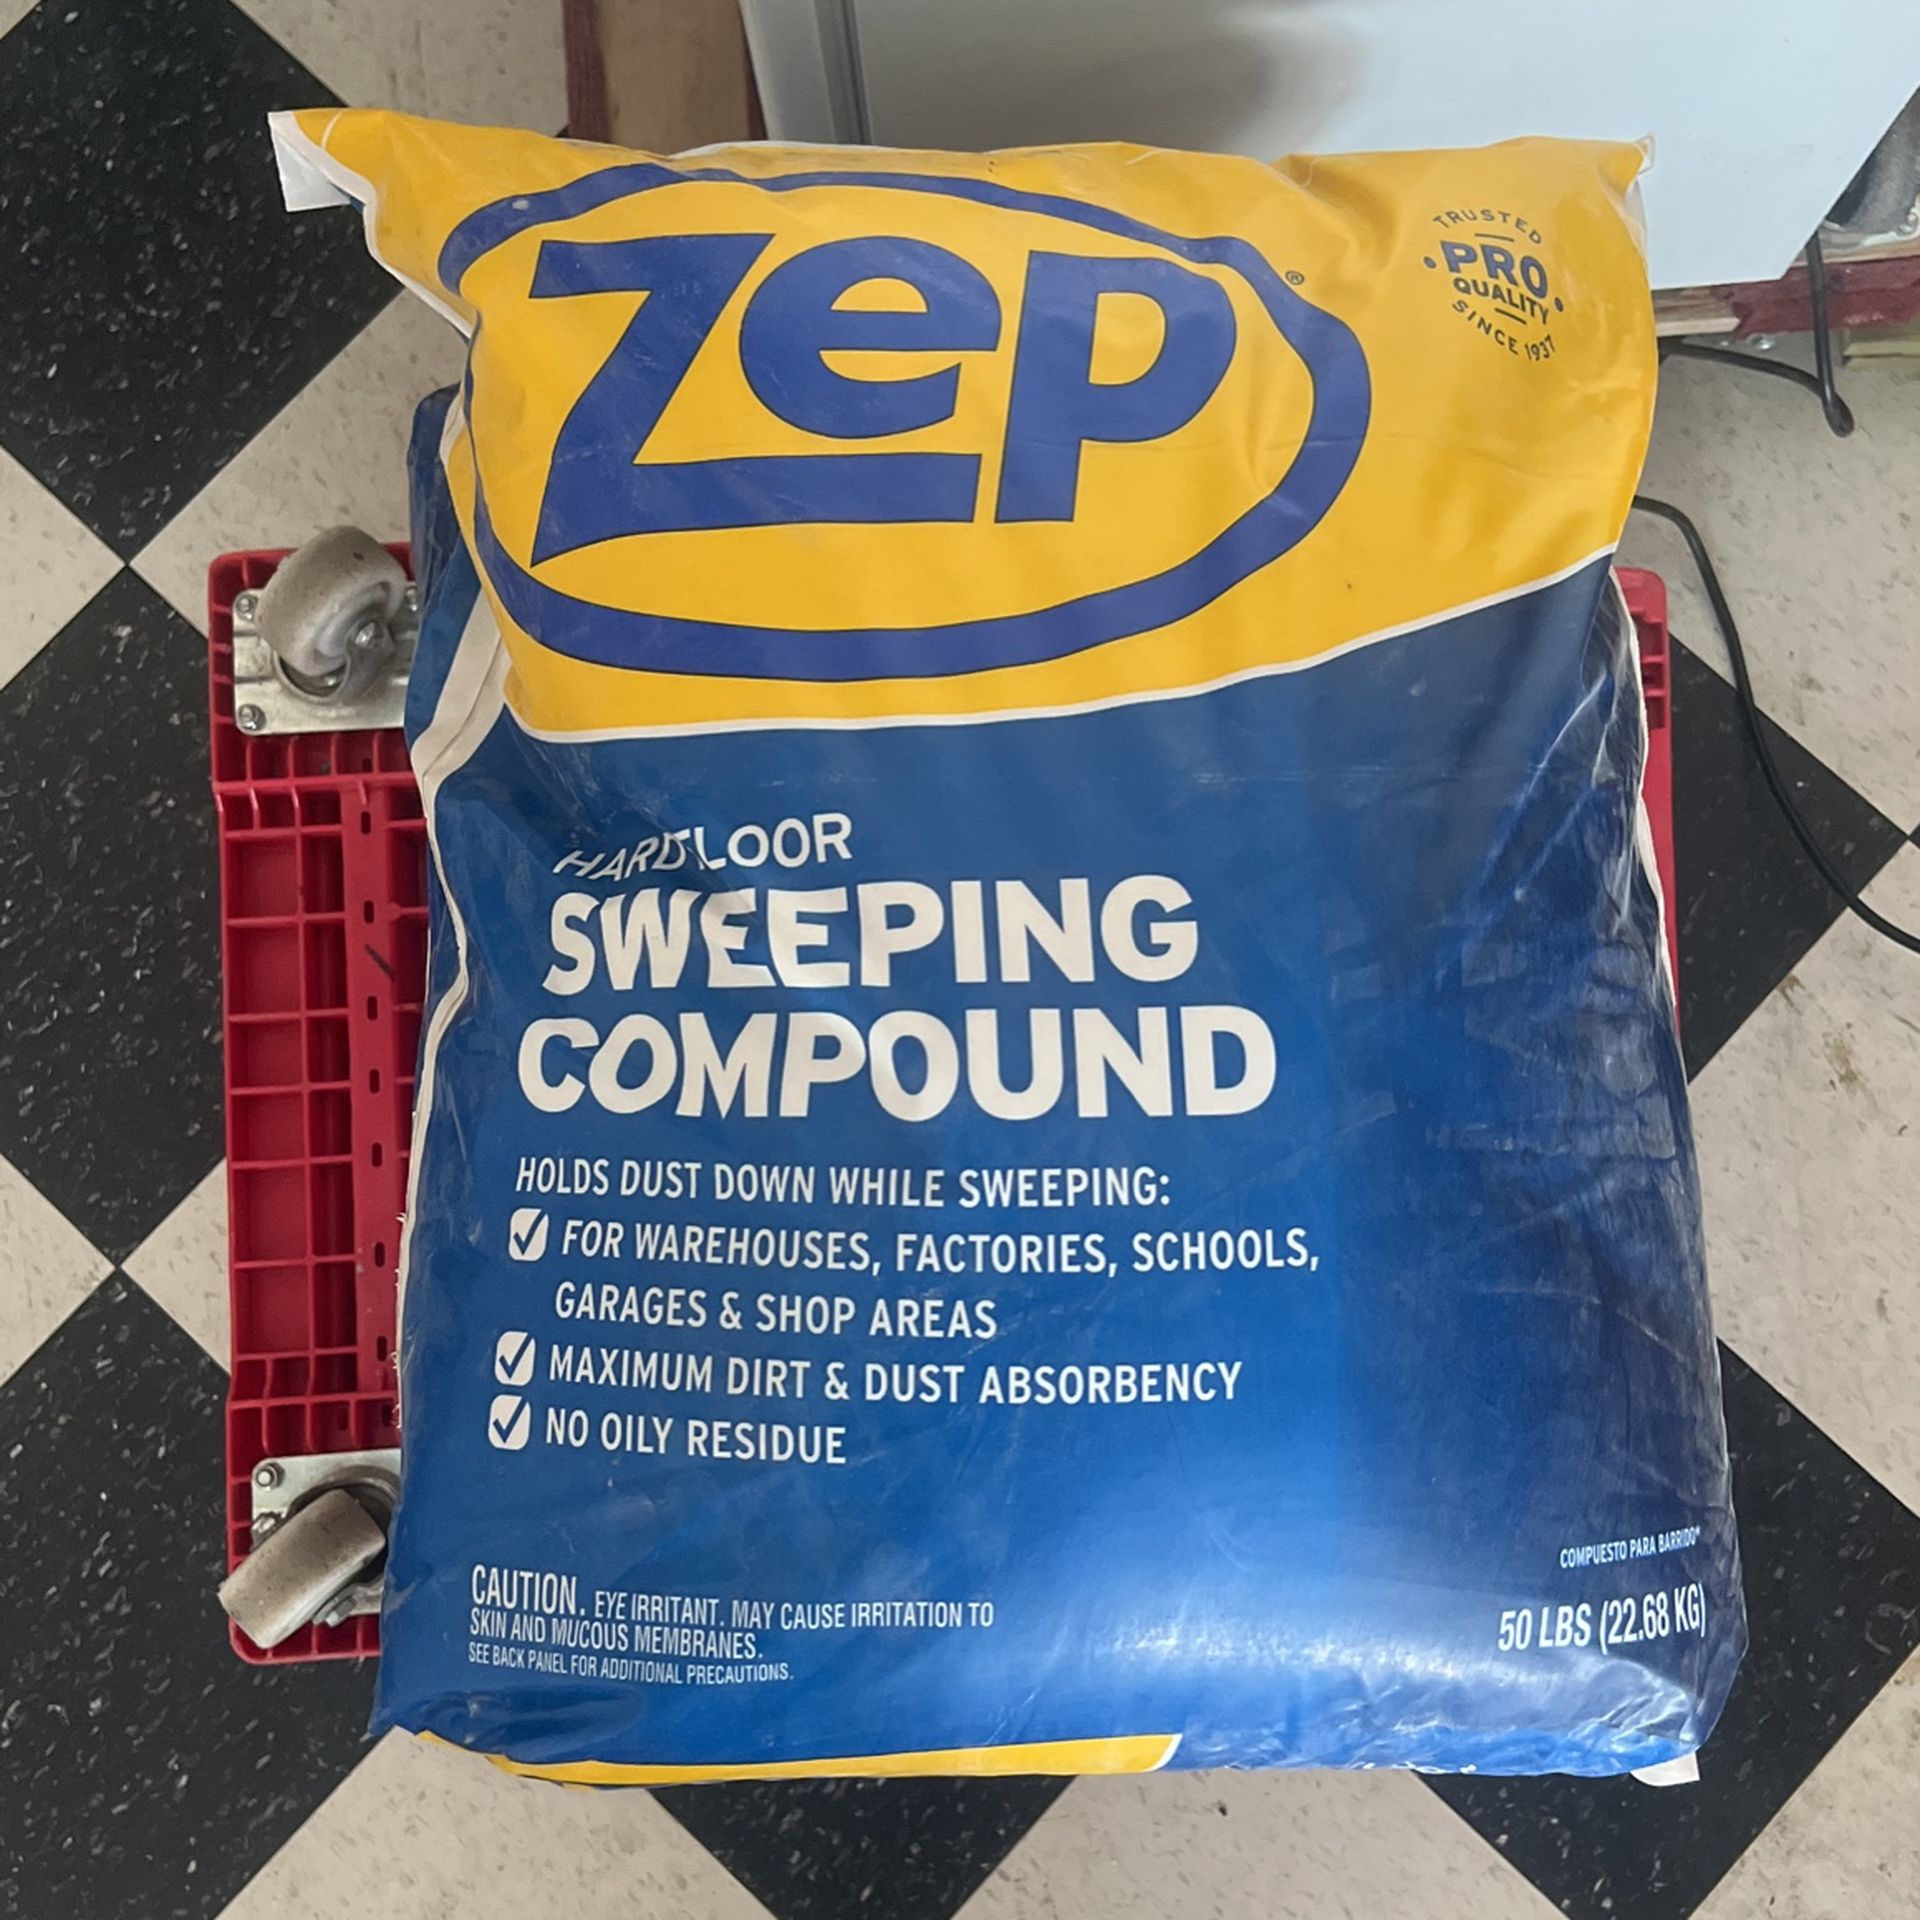 Zep®
TRUSTED
PRO
QUALITY
SINCE 1937
HARD FLOOR
SWEEPING
COMPOUND
HOLDS DUST DOWN WHILE SWEEPING:
FOR WAREHOUSES, FACTORIES, SCHOOLS,
GARAGES & SHOP AREAS
MAXIMUM DIRT & DUST ABSORBENCY
NO OILY RESIDUE
CAUTION. EYE IRRITANT. MAY CAUSE IRRITATION TO
SKIN AND MUCOUS MEMBRANES.
SEE BACK PANEL FOR ADDITIONAL PRECAUTIONS.
COMPUESTO PARA BARRIDO*
50 LBS (22.68 KG)